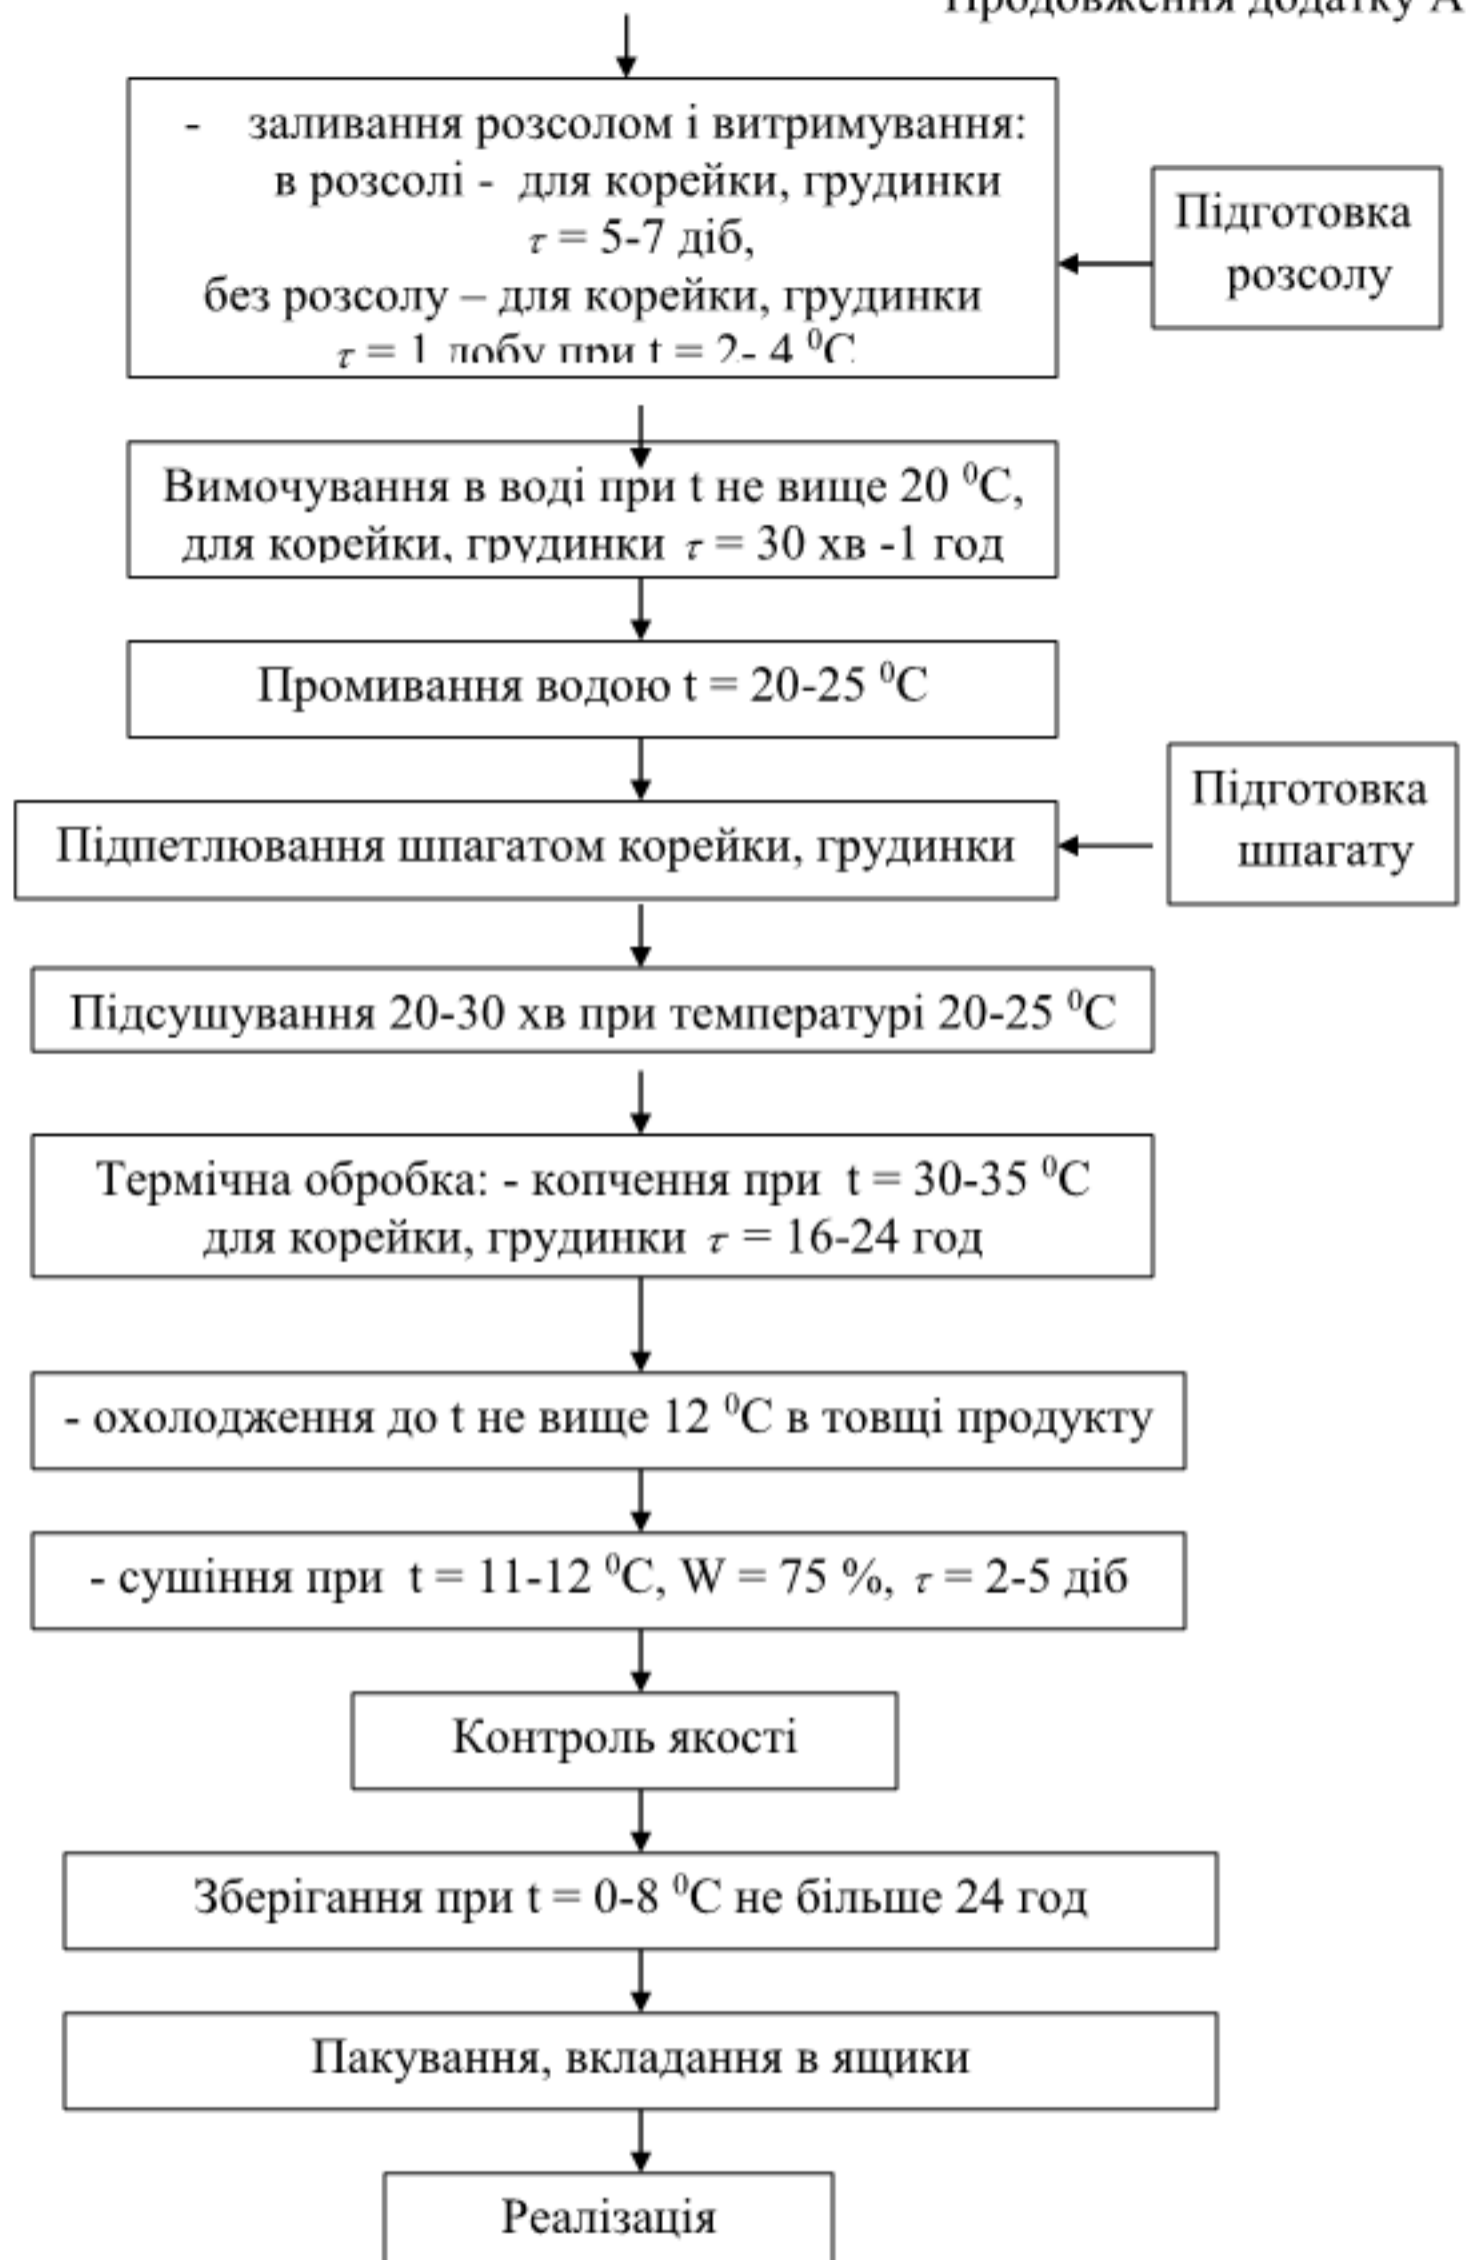 Продовження додатку А
- заливання розсолом і витримування:
в розсолі - для корейки, грудинки
τ = 5-7 діб,
без розсолу – для корейки, грудинки
τ = 1 добу при t = 2- 4 ⁰С
Підготовка
розсолу
Вимочування в воді при t не вище 20 ⁰С,
для корейки, грудинки τ = 30 хв -1 год
Промивання водою t = 20-25 ⁰С
Підпетлювання шпагатом корейки, грудинки
Підготовка
шпагату
Підсушування 20-30 хв при температурі 20-25 ⁰С
Термічна обробка: - копчення при t = 30-35 ⁰С
для корейки, грудинки τ = 16-24 год
- охолодження до t не вище 12 ⁰С в товщі продукту
- сушіння при t = 11-12 ⁰С, W = 75 %, τ = 2-5 діб
Контроль якості
Зберігання при t = 0-8 ⁰С не більше 24 год
Пакування, вкладання в ящики
Реалізація